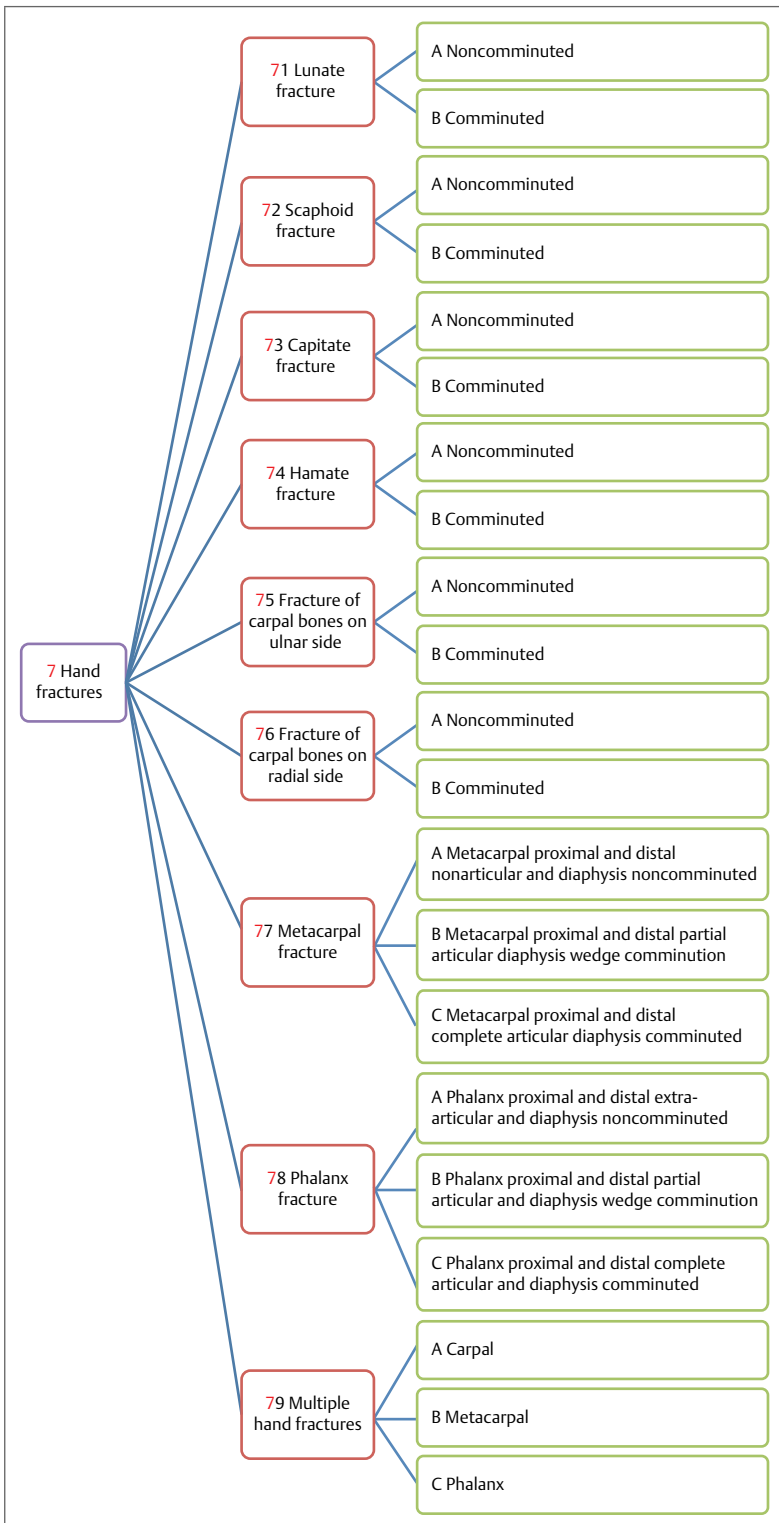 7 Hand
fractures
71 Lunate
fracture
A Noncomminuted
B Comminuted
72 Scaphoid
fracture
A Noncomminuted
B Comminuted
73 Capitate
fracture
A Noncomminuted
B Comminuted
74 Hamate
fracture
A Noncomminuted
B Comminuted
75 Fracture of
carpal bones on
ulnar side
A Noncomminuted
B Comminuted
76 Fracture of
carpal bones on
radial side
A Noncomminuted
B Comminuted
77 Metacarpal
fracture
A Metacarpal proximal and distal
nonarticular and diaphysis noncomminuted
B Metacarpal proximal and distal partial
articular diaphysis wedge comminution
C Metacarpal proximal and distal
complete articular diaphysis comminuted
78 Phalanx
fracture
A Phalanx proximal and distal extra-
articular and diaphysis noncomminuted
B Phalanx proximal and distal partial
articular and diaphysis wedge comminution
C Phalanx proximal and distal complete
articular and diaphysis comminuted
79 Multiple
hand fractures
A Carpal
B Metacarpal
C Phalanx